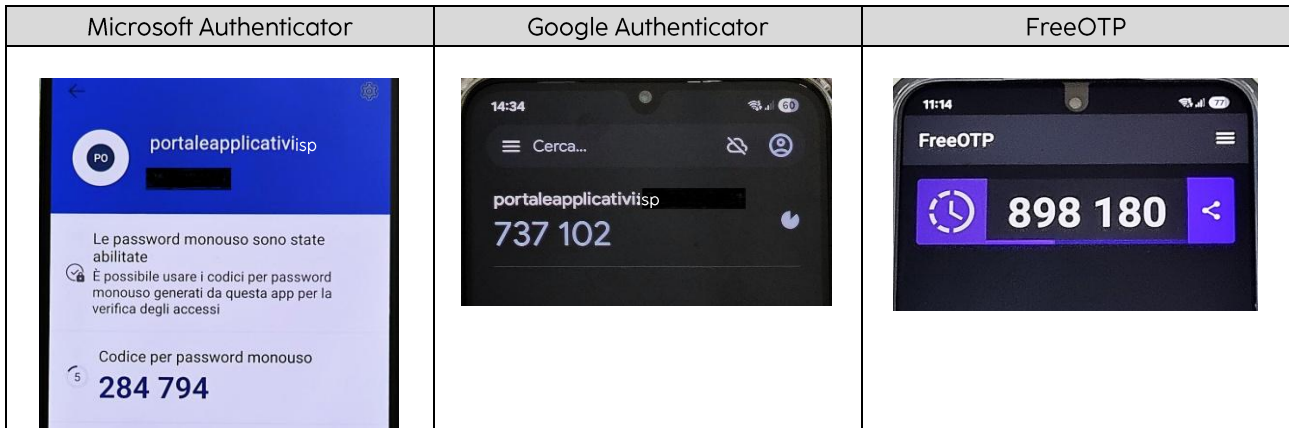 Microsoft Authenticator
Google Authenticator
FreeOTP
PO
portaleapplicativiisp
Le password monouso sono state
abilitate
È possibile usare i codici per password
monouso generati da questa app per la
verifica degli accessi
Codice per password monouso
5
284 794
14:34
60
Cerca...
portaleapplicativiisp
737 102
11:14
77
FreeOTP
898 180